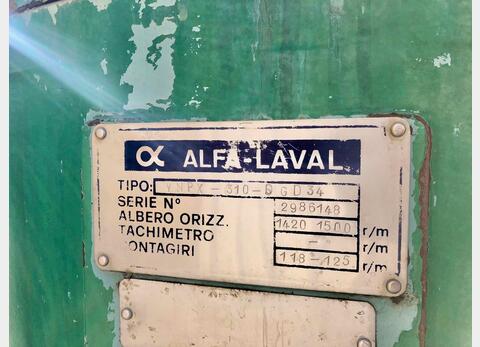 ALFA-LAVAL
TIPO: VNPX-310-DGD34
SERIE N° 2986148
ALBERO ORIZZ. 1420 1500 r/m
TACHIMETRO - r/m
CONTAGIRI 118-125 r/m